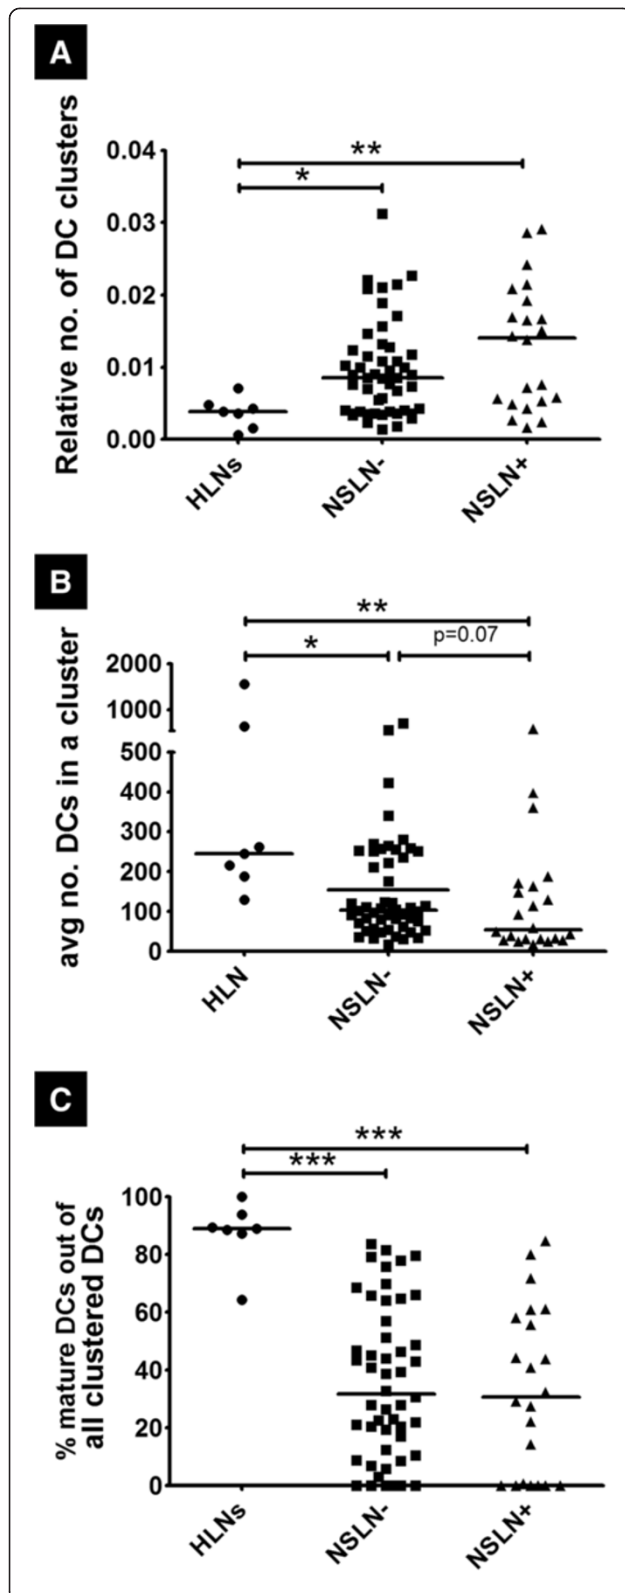 A
Relative no. of DC clusters
**
*
0.04
0.03
0.02
0.01
0.00
HLNs
NSLN-
NSLN+
B
avg no. DCs in a cluster
**
*
p=0.07
2000
1000
500
400
300
200
100
0
HLN
NSLN-
NSLN+
C
% mature DCs out of
all clustered DCs
***
***
100
80
60
40
20
0
HLNs
NSLN-
NSLN+